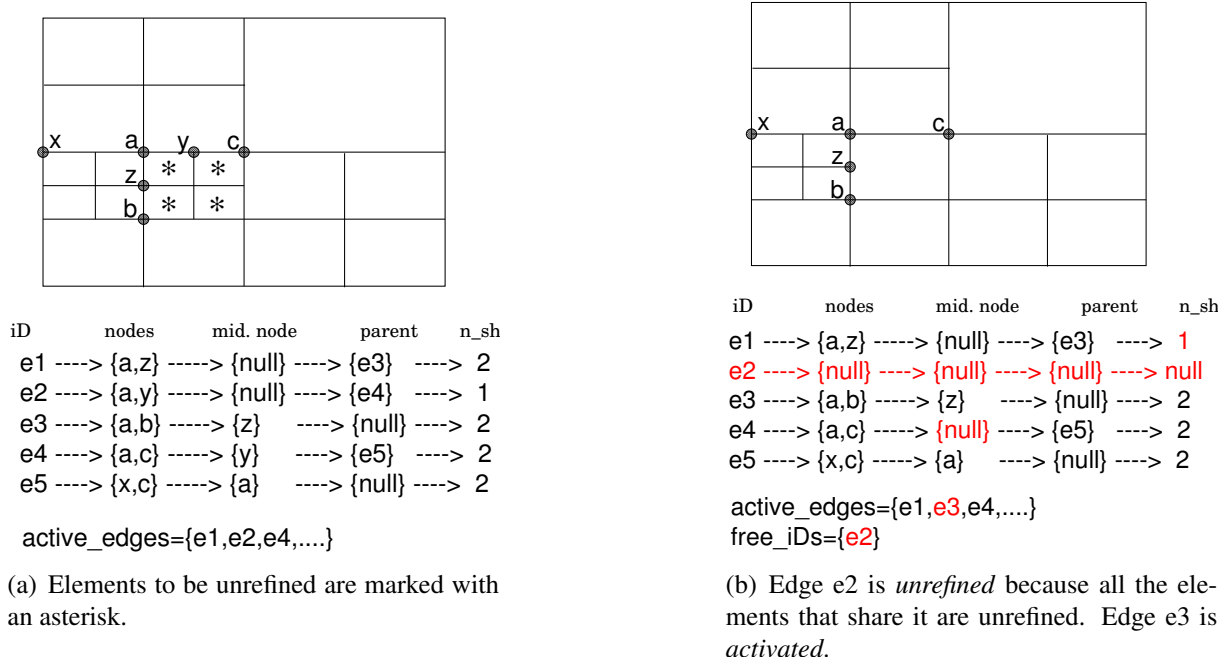 x a y c
z * *
b * *
iD nodes mid. node parent n_sh
e1 ----> {a,z} -----> {null} ----> {e3} ----> 2
e2 ----> {a,y} -----> {null} ----> {e4} ----> 1
e3 ----> {a,b} -----> {z} ----> {null} ----> 2
e4 ----> {a,c} -----> {y} ----> {e5} ----> 2
e5 ----> {x,c} -----> {a} ----> {null} ----> 2
active_edges={e1,e2,e4,....}
(a) Elements to be unrefined are marked with
an asterisk.
x a c
z
b
iD nodes mid. node parent n_sh
e1 ----> {a,z} -----> {null} ----> {e3} ----> 1
e2 ----> {null} ----> {null} ----> {null} ----> null
e3 ----> {a,b} -----> {z} ----> {null} ----> 2
e4 ----> {a,c} -----> {null} ----> {e5} ----> 2
e5 ----> {x,c} -----> {a} ----> {null} ----> 2
active_edges={e1,e3,e4,....}
free_iDs={e2}
(b) Edge e2 is unrefined because all the ele-
ments that share it are unrefined. Edge e3 is
activated.